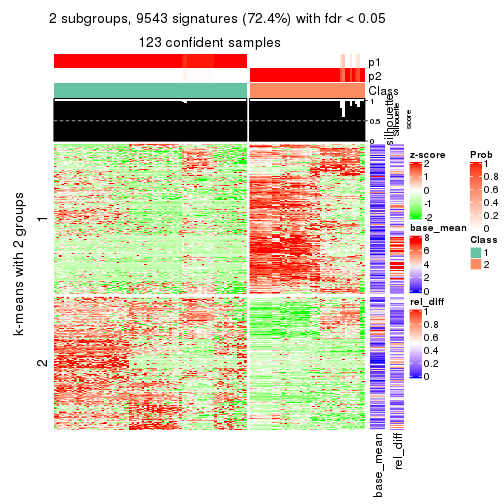 2 subgroups, 9543 signatures (72.4%) with fdr < 0.05
123 confident samples
p1
p2
Class
1
0.5
0
silhouette
Silhouette
score
k-means with 2 groups
1
2
z-score
2
1
0
-1
-2
base_mean
8
6
4
2
0
rel_diff
1
0.8
0.6
0.4
0.2
0
Prob
1
0.8
0.6
0.4
0.2
0
Class
1
2
base_mean
rel_diff